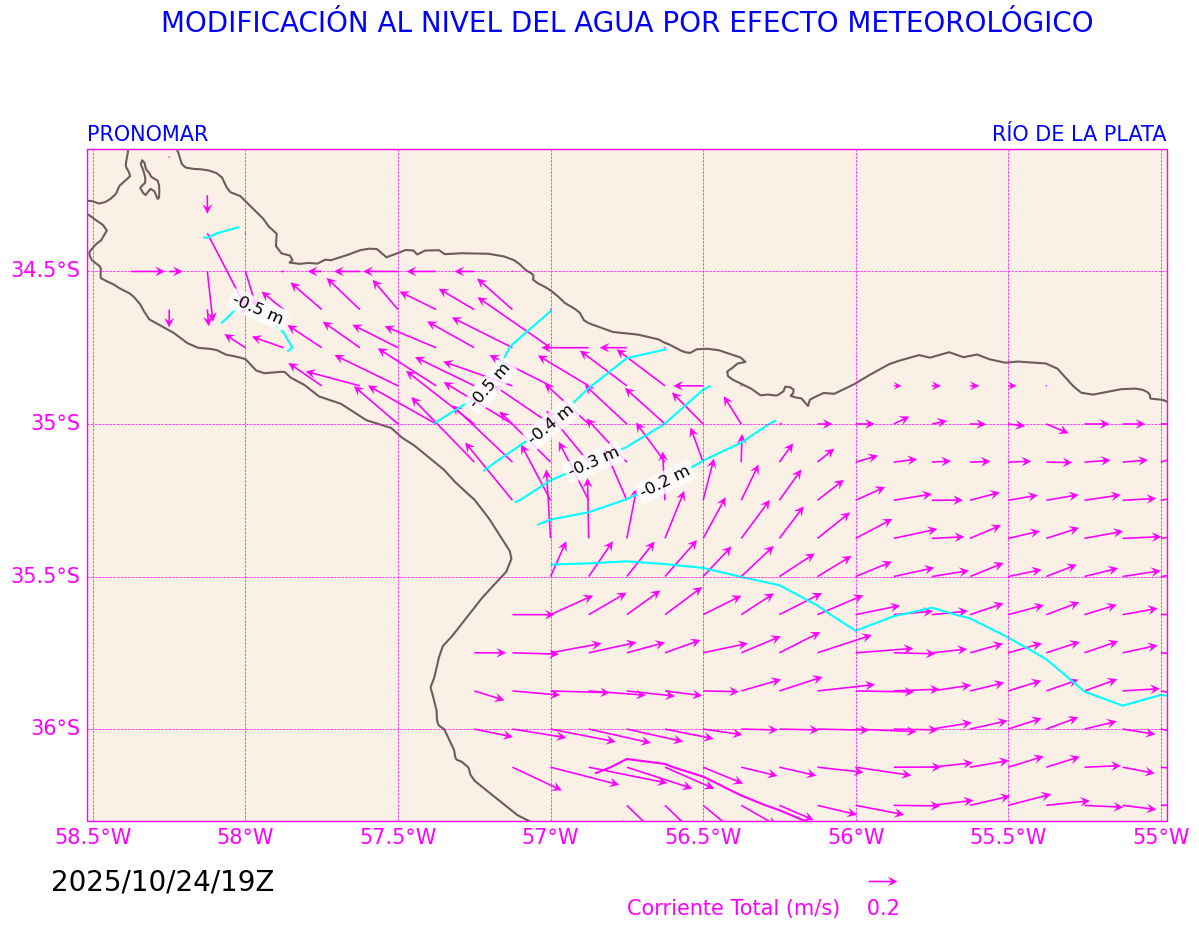 MODIFICACIÓN AL NIVEL DEL AGUA POR EFECTO METEOROLÓGICO
PRONOMAR RÍO DE LA PLATA
34.5°S
-0.5 m
-0.5 m
-0.4 m
35°S
-0.3 m
-0.2 m
35.5°S
36°S
58.5°W 58°W 57.5°W 57°W 56.5°W 56°W 55.5°W 55°W
2025/10/24/19Z
Corriente Total (m/s) 0.2